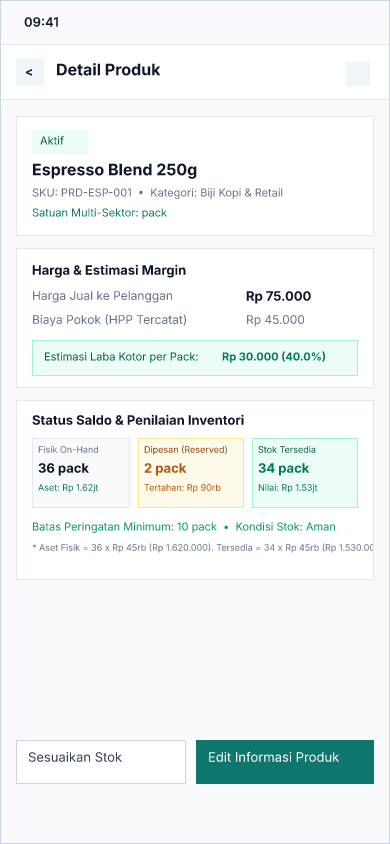 09:41
< Detail Produk
Aktif
Espresso Blend 250g
SKU: PRD-ESP-001 • Kategori: Biji Kopi & Retail
Satuan Multi-Sektor: pack
Harga & Estimasi Margin
Harga Jual ke Pelanggan Rp 75.000
Biaya Pokok (HPP Tercatat) Rp 45.000
Estimasi Laba Kotor per Pack: Rp 30.000 (40.0%)
Status Saldo & Penilaian Inventori
Fisik On-Hand Dipesan (Reserved) Stok Tersedia
36 pack 2 pack 34 pack
Aset: Rp 1.62jt Tertahan: Rp 90rb Nilai: Rp 1.53jt
Batas Peringatan Minimum: 10 pack • Kondisi Stok: Aman
* Aset Fisik = 36 x Rp 45rb (Rp 1.620.000). Tersedia = 34 x Rp 45rb (Rp 1.530.00
Sesuaikan Stok Edit Informasi Produk